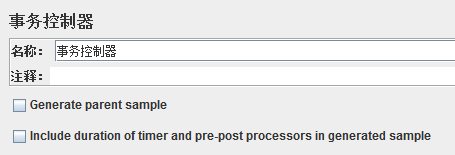 事务控制器
名称： 事务控制器
注释：
Generate parent sample
Include duration of timer and pre-post processors in generated sample